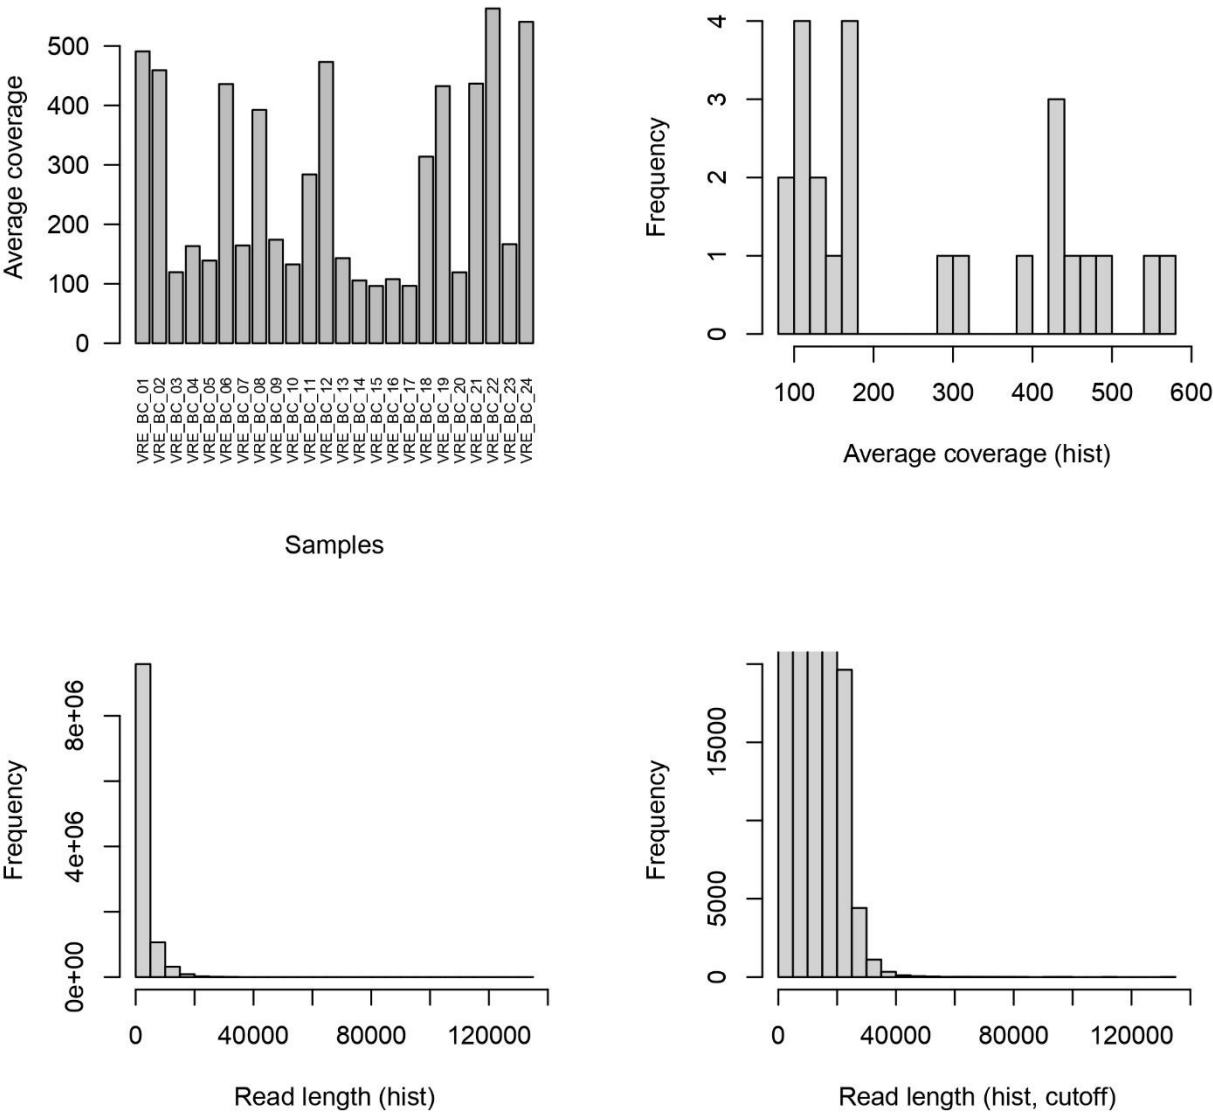 Average coverage
500
400
300
200
100
0
VRE_BC_01
VRE_BC_02
VRE_BC_03
VRE_BC_04
VRE_BC_05
VRE_BC_06
VRE_BC_07
VRE_BC_08
VRE_BC_09
VRE_BC_10
VRE_BC_11
VRE_BC_12
VRE_BC_13
VRE_BC_14
VRE_BC_15
VRE_BC_16
VRE_BC_17
VRE_BC_18
VRE_BC_19
VRE_BC_20
VRE_BC_21
VRE_BC_22
VRE_BC_23
VRE_BC_24
Samples
Frequency
4
3
2
1
0
100 200 300 400 500 600
Average coverage (hist)
Frequency
8e+06
4e+06
0e+00
0 40000 80000 120000
Read length (hist)
Frequency
15000
5000
0
0 40000 80000 120000
Read length (hist, cutoff)